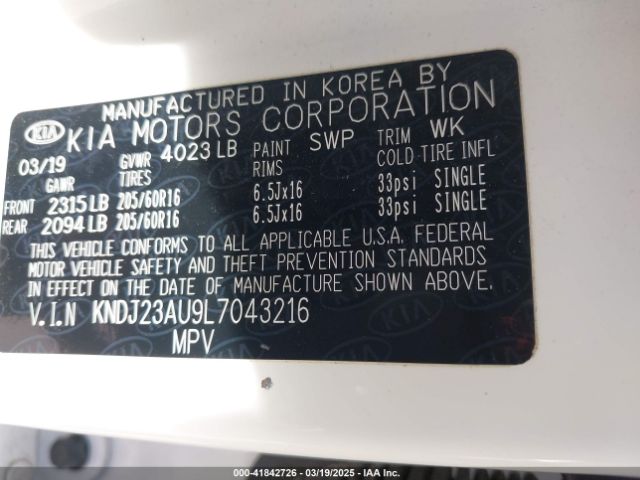 MANUFACTURED IN KOREA BY
KIA KIA MOTORS CORPORATION
03/19 GVWR 4023 LB PAINT SWP TRIM WK
GAWR TIRES RIMS COLD TIRE INFL
FRONT 2315 LB 205/60R16 6.5Jx16 33psi SINGLE
REAR 2094 LB 205/60R16 6.5Jx16 33psi SINGLE
THIS VEHICLE CONFORMS TO ALL APPLICABLE U.S.A. FEDERAL
MOTOR VEHICLE SAFETY AND THEFT PREVENTION STANDARDS
IN EFFECT ON THE DATE OF MANUFACTURE SHOWN ABOVE.
V.I.N KNDJ23AU9L7043216
MPV
000-41842726 - 03/19/2025 - IAAI.COM